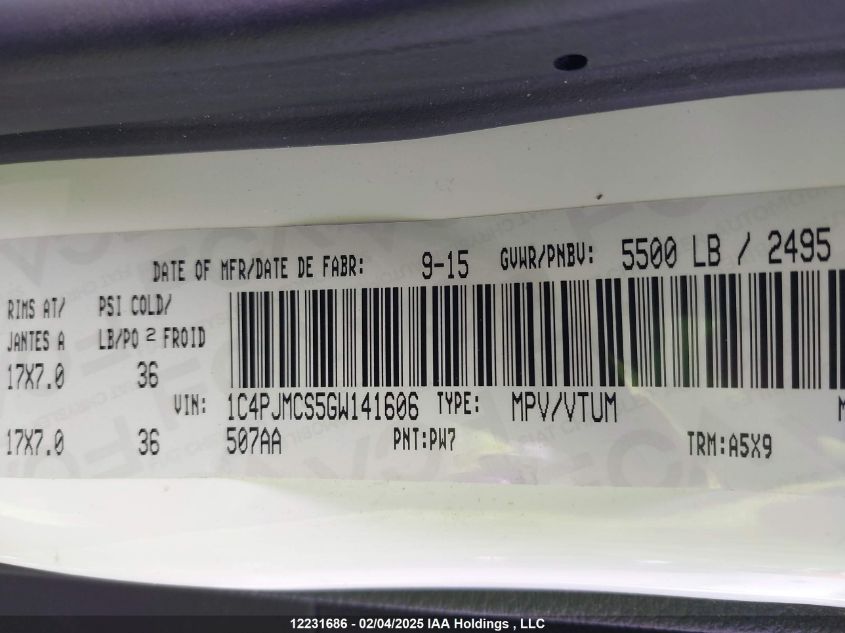 DATE OF MFR/DATE DE FABR: 9-15 GVWR/PNBV: 5500 LB / 2495
RIMS AT/ PSI COLD/
JANTES A LB/PO 2 FROID
17X7.0 36
VIN: 1C4PJMCS5GW141606 TYPE: MPV/VTUM
17X7.0 36 507AA PNT:PW7 TRM:A5X9
12231686 - 02/04/2025 IAA Holdings , LLC